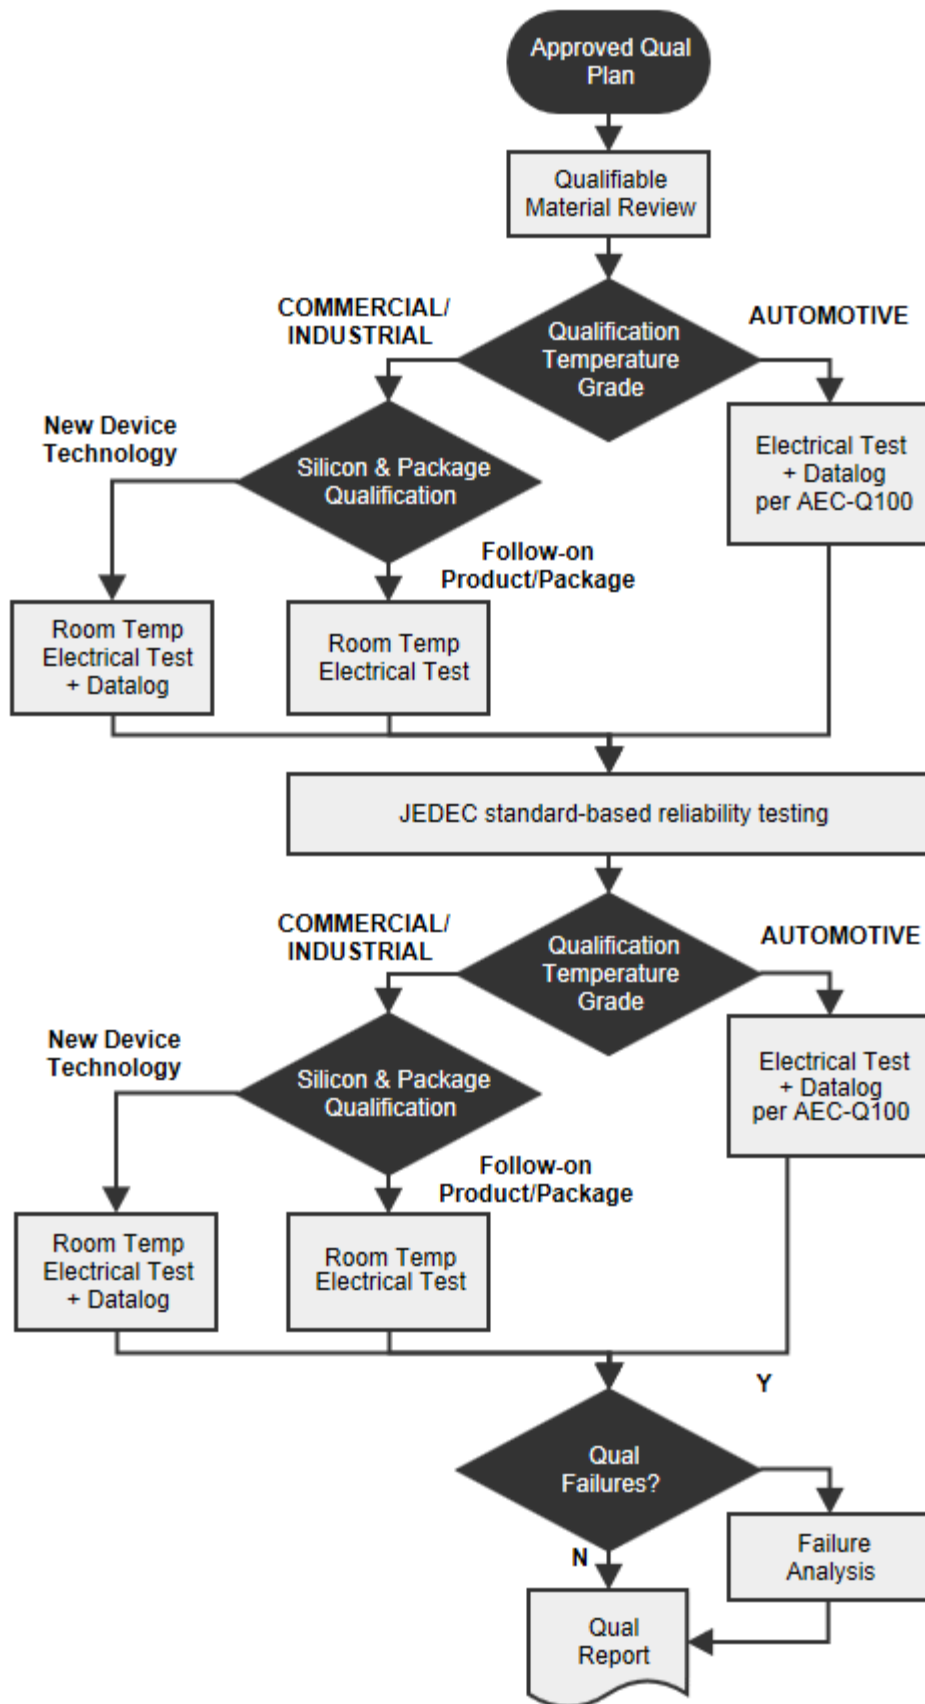 Approved Qual
Plan
Qualifiable
Material Review
COMMERCIAL/
INDUSTRIAL
Qualification
Temperature
Grade
AUTOMOTIVE
New Device
Technology
Silicon & Package
Qualification
Electrical Test
+ Datalog
per AEC-Q100
Follow-on
Product/Package
Room Temp
Electrical Test
+ Datalog
Room Temp
Electrical Test
JEDEC standard-based reliability testing
COMMERCIAL/
INDUSTRIAL
Qualification
Temperature
Grade
AUTOMOTIVE
New Device
Technology
Silicon & Package
Qualification
Electrical Test
+ Datalog
per AEC-Q100
Follow-on
Product/Package
Room Temp
Electrical Test
+ Datalog
Room Temp
Electrical Test
Y
Qual
Failures?
N
Failure
Analysis
Qual
Report